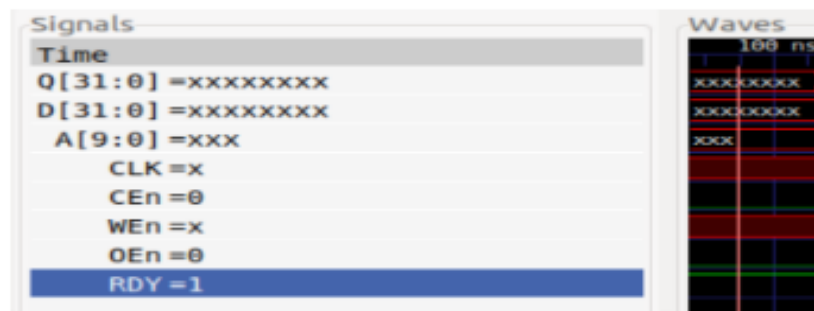 Signals
Time
Q[31:0] =xxxxxxxx
D[31:0] =xxxxxxxx
A[9:0] =xxx
CLK =x
CEn =0
WEn =x
OEn =0
RDY =1
Waves
100 ns
xxxxxxxx
xxxxxxxx
xxx